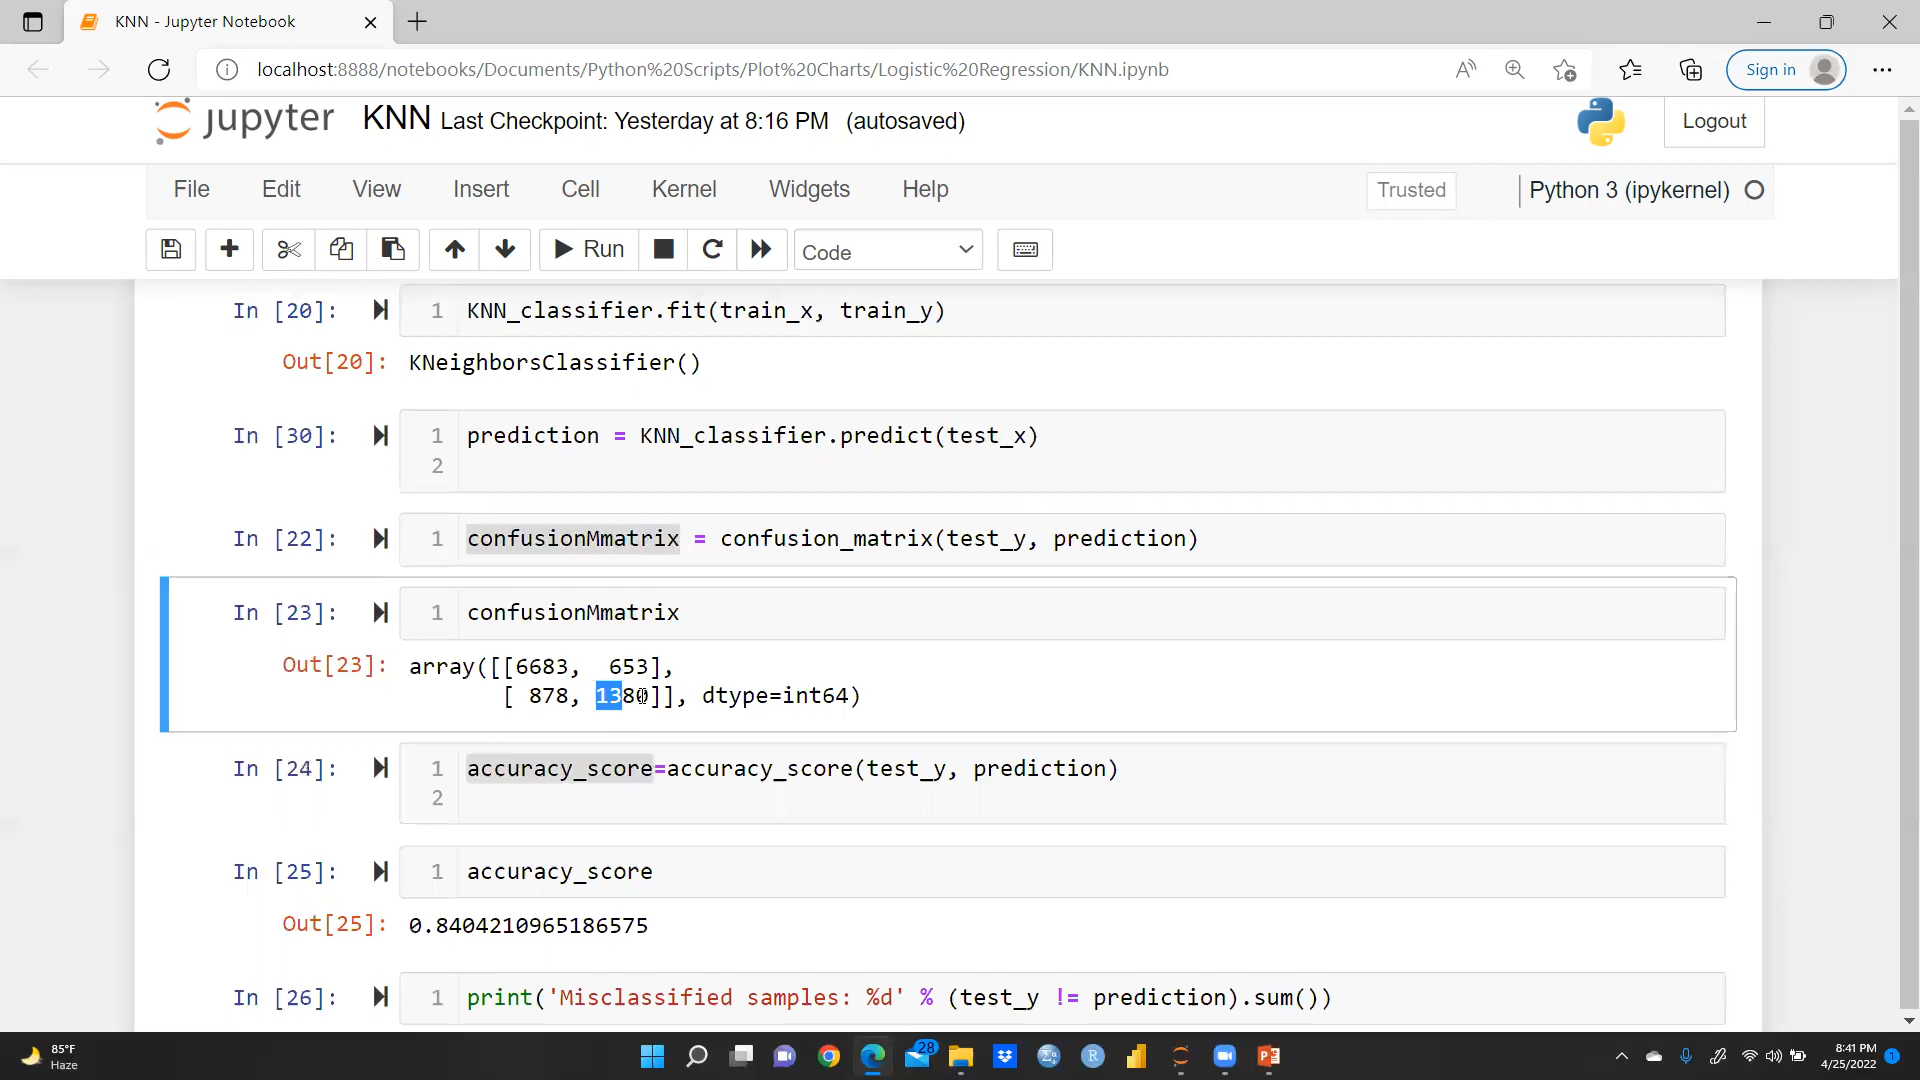 KNN - Jupyter Notebook
localhost:8888/notebooks/Documents/Python%20Scripts/Plot%20Charts/Logistic%20Regression/KNN.ipynb
Sign in
jupyter KNN Last Checkpoint: Yesterday at 8:16 PM (autosaved)
Logout
File Edit View Insert Cell Kernel Widgets Help
Trusted
Python 3 (ipykernel)
Run
Code
In [20]: 1 KNN_classifier.fit(train_x, train_y)
Out[20]: KNeighborsClassifier()
In [30]: 1 prediction = KNN_classifier.predict(test_x)
2
In [22]: 1 confusionMmatrix = confusion_matrix(test_y, prediction)
In [23]: 1 confusionMmatrix
Out[23]: array([[6683, 653],
[ 878, 1380]], dtype=int64)
In [24]: 1 accuracy_score=accuracy_score(test_y, prediction)
2
In [25]: 1 accuracy_score
Out[25]: 0.8404210965186575
In [26]: 1 print('Misclassified samples: %d' % (test_y != prediction).sum())
85°F
Haze
28
R
8:41 PM
4/25/2022
1